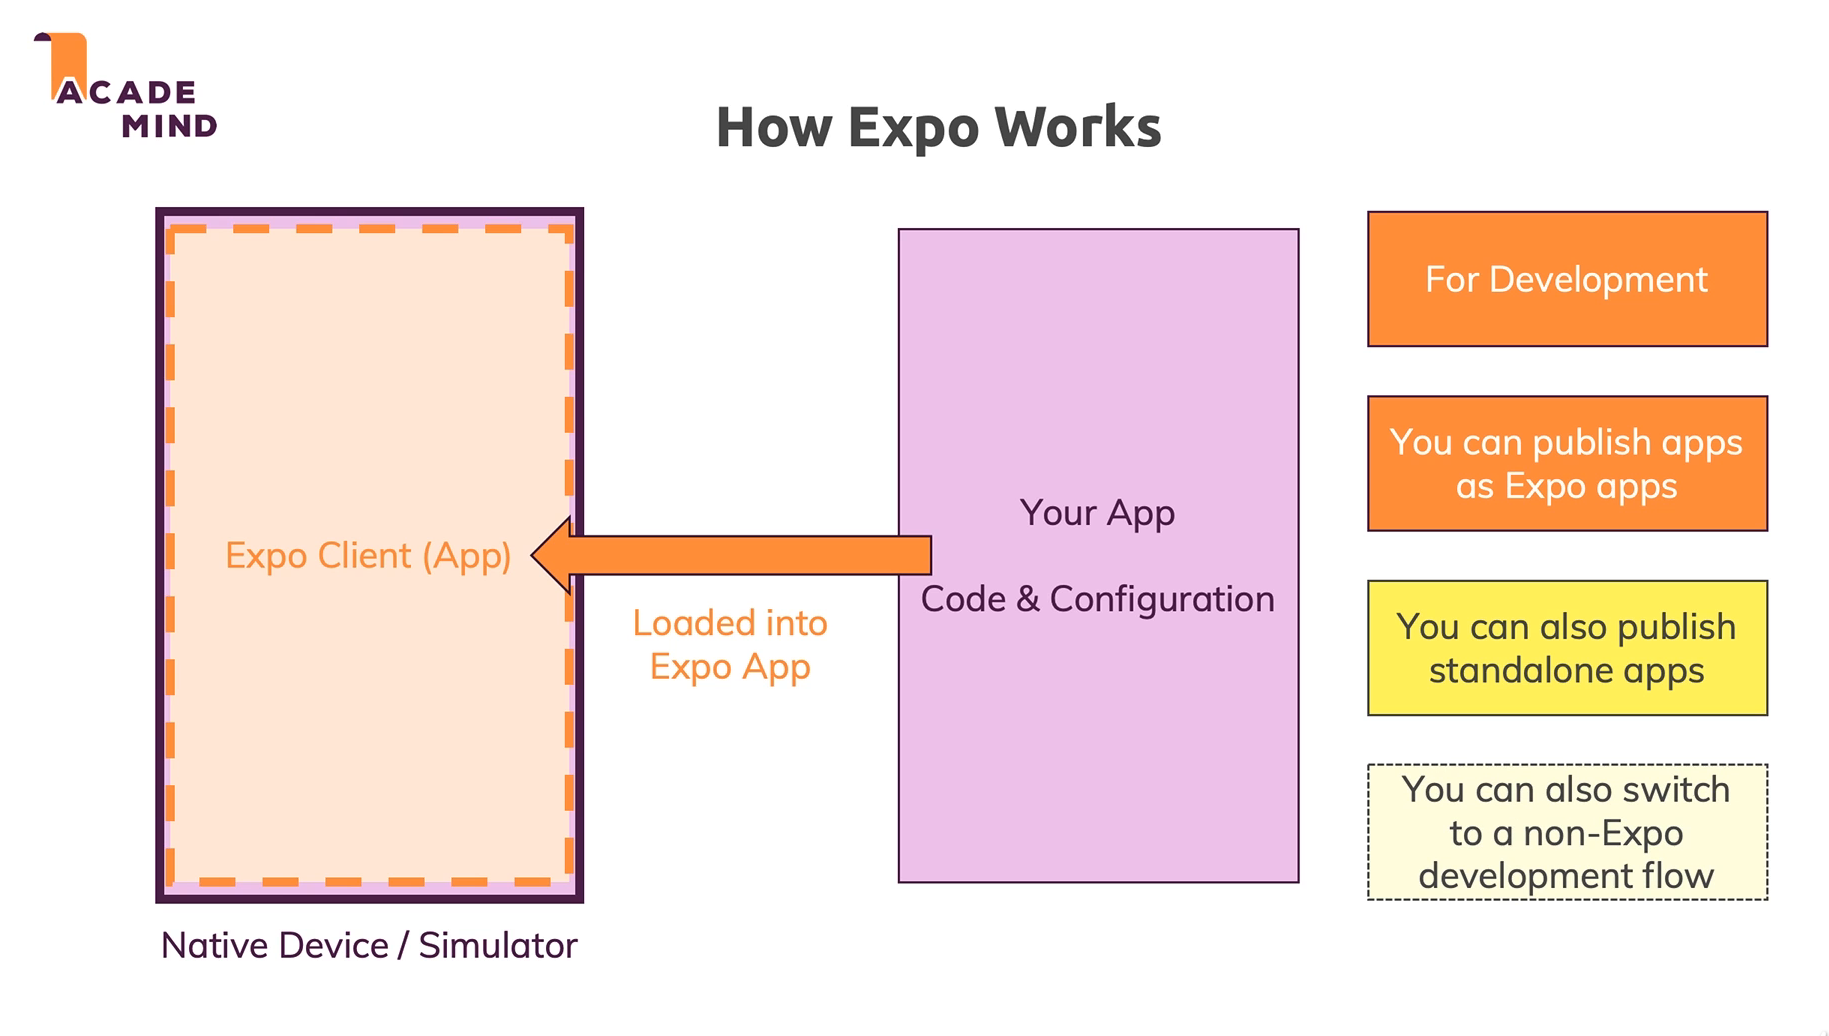 ACADE
MIND
How Expo Works
Expo Client (App)
Native Device / Simulator
Loaded into
Expo App
Your App
Code & Configuration
For Development
You can publish apps
as Expo apps
You can also publish
standalone apps
You can also switch
to a non-Expo
development flow